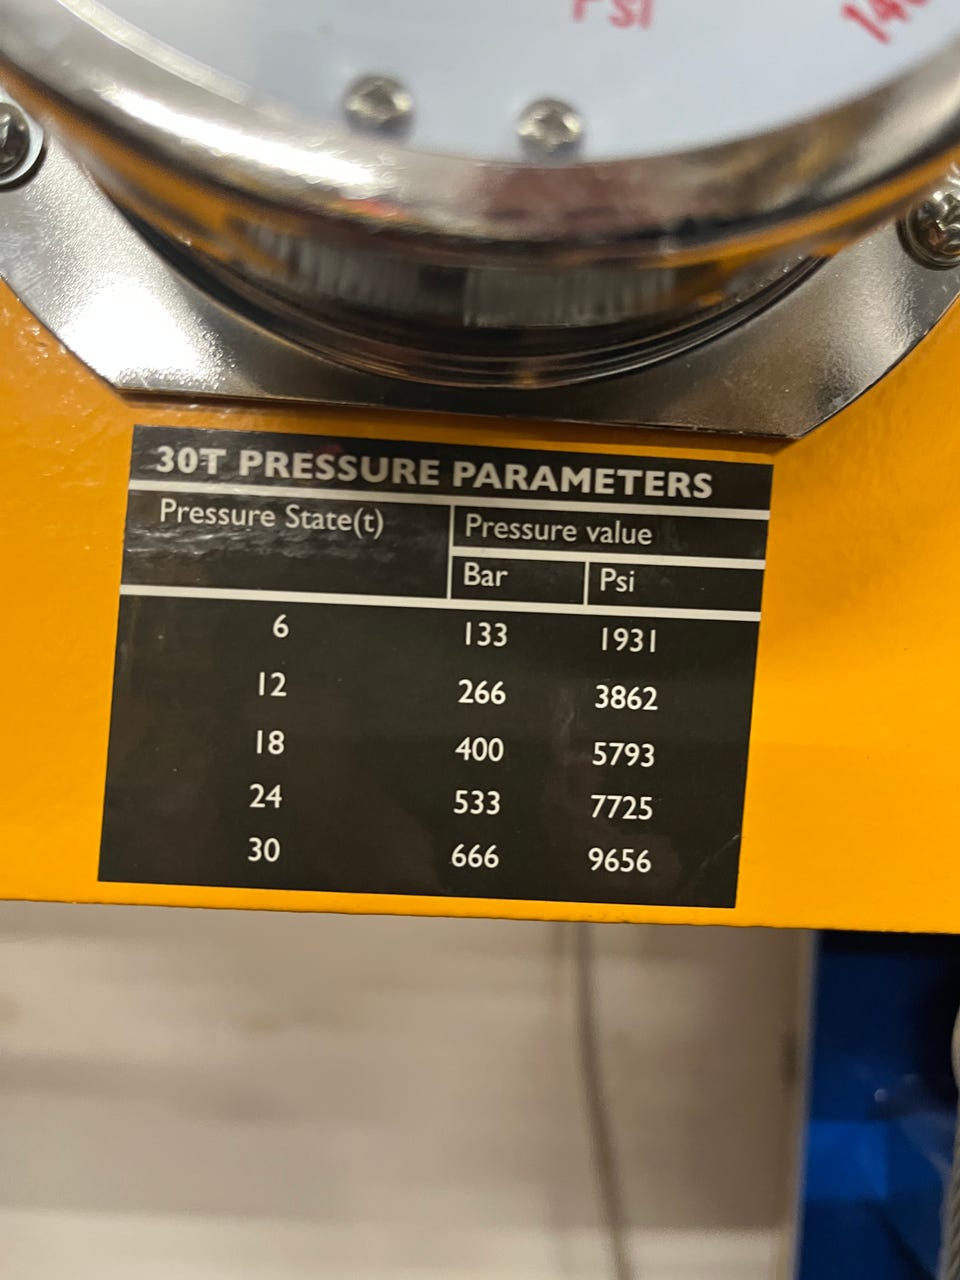 Psi
30T PRESSURE PARAMETERS
Pressure State(t)
Pressure value
Bar Psi
6 133 1931
12 266 3862
18 400 5793
24 533 7725
30 666 9656